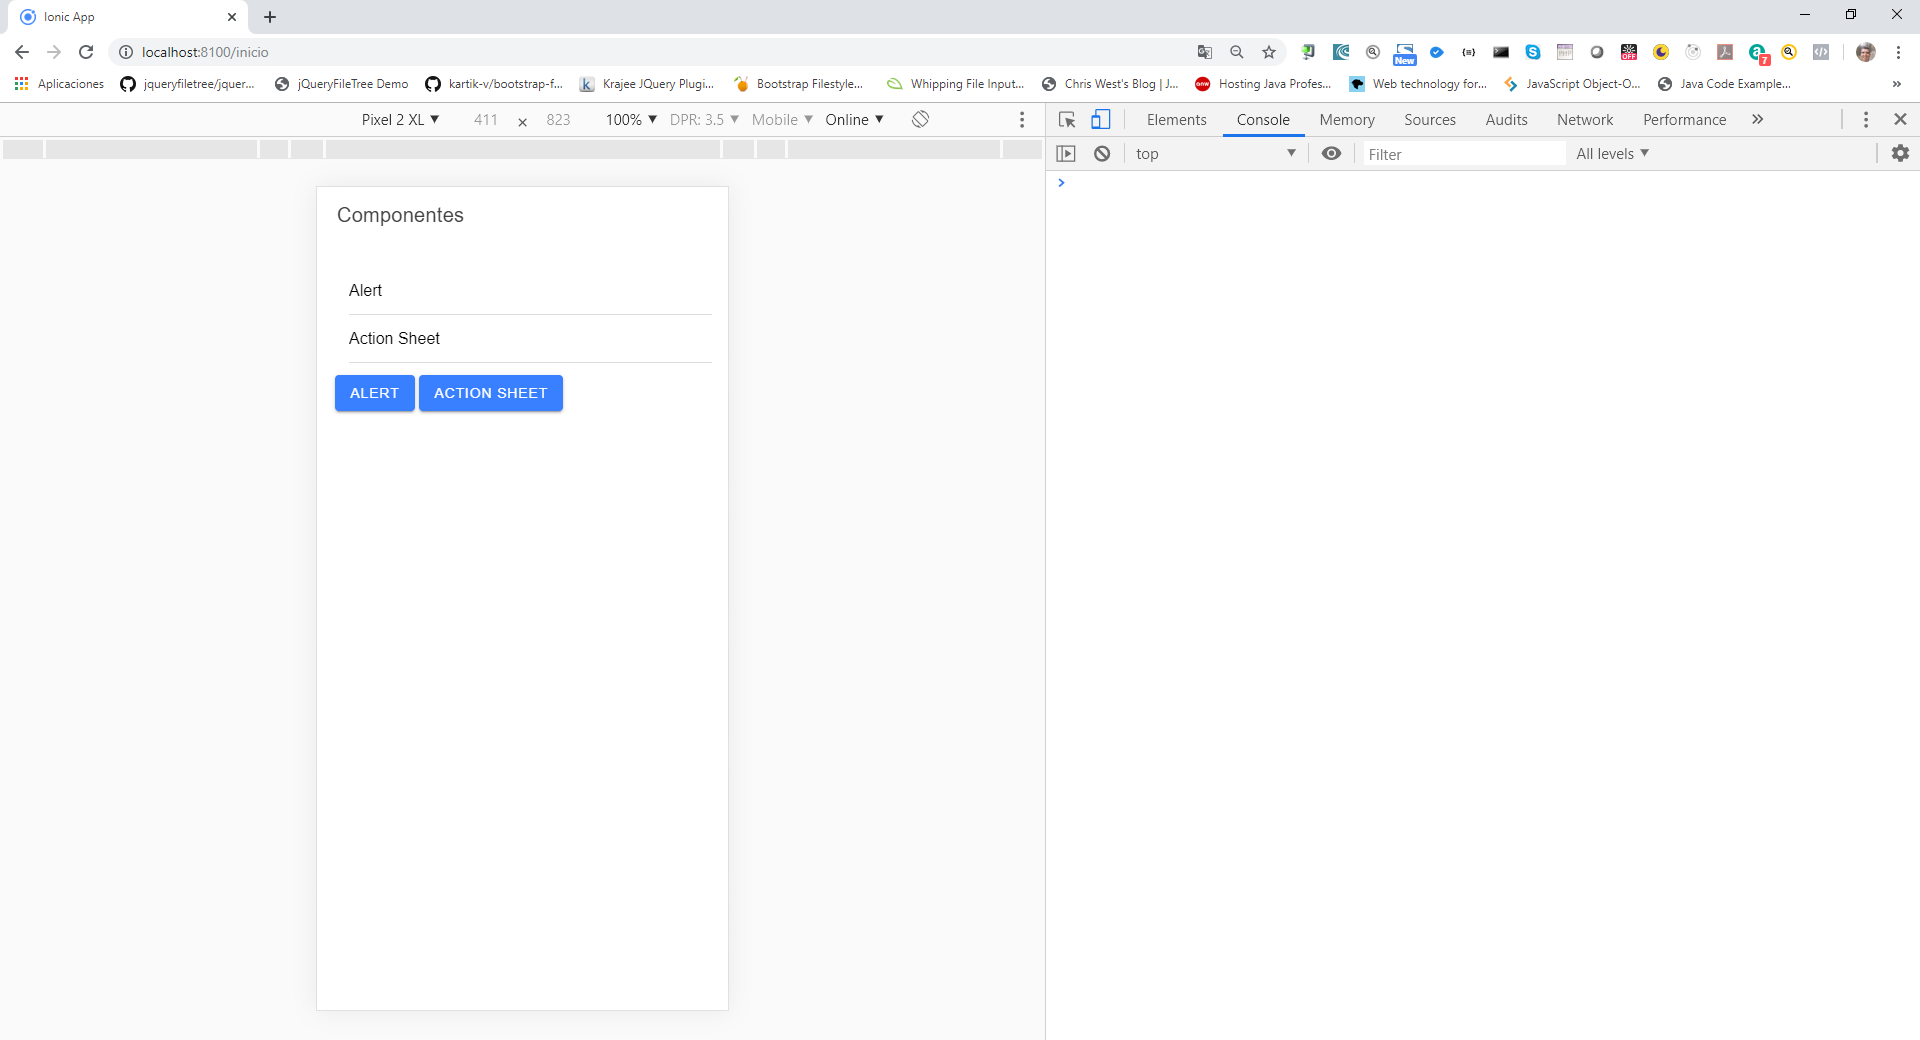 Ionic App
localhost:8100/inicio
New
OFF
7
Aplicaciones jqueryfiletree/jquer... jQueryFileTree Demo kartik-v/bootstrap-f... Krajee JQuery Plugi... Bootstrap Filestyle... Whipping File Input... Chris West's Blog | J... Hosting Java Profes... Web technology for... JavaScript Object-O... Java Code Example...
Pixel 2 XL 411 × 823 100% DPR: 3.5 Mobile Online
Elements Console Memory Sources Audits Network Performance
top Filter All levels
Componentes
Alert
Action Sheet
ALERT ACTION SHEET